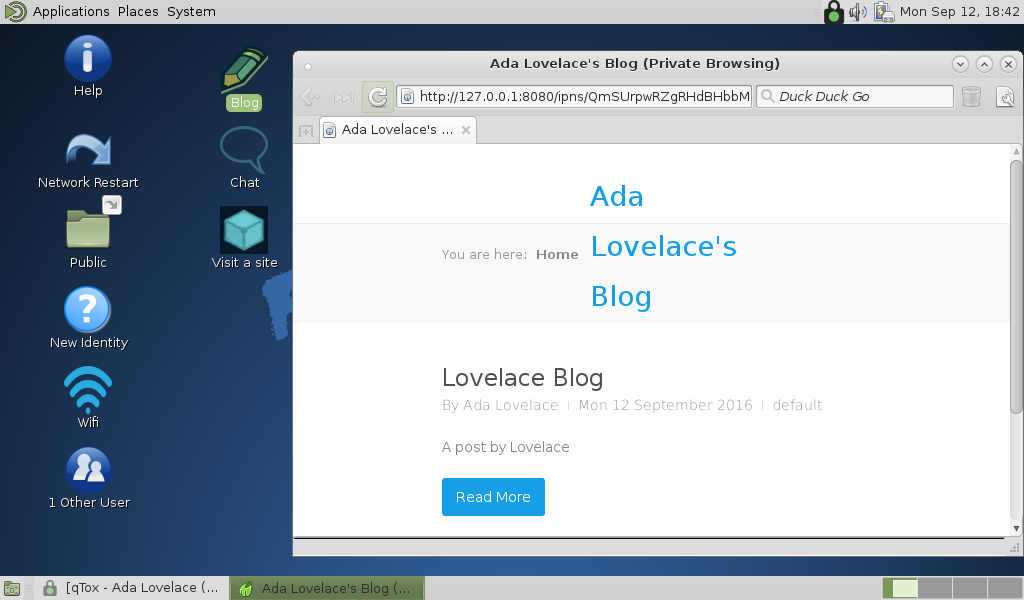 Applications Places System
Mon Sep 12, 18:42
Help
Blog
Network Restart
Chat
Public
Visit a site
New Identity
Wifi
1 Other User
Ada Lovelace's Blog (Private Browsing)
http://127.0.0.1:8080/ipns/QmSUrpwRZgRHdBHbbM
Duck Duck Go
Ada Lovelace's ...
Ada
You are here: Home
Lovelace's
Blog
Lovelace Blog
By Ada Lovelace | Mon 12 September 2016 | default
A post by Lovelace
Read More
[qTox - Ada Lovelace (...
Ada Lovelace's Blog (...